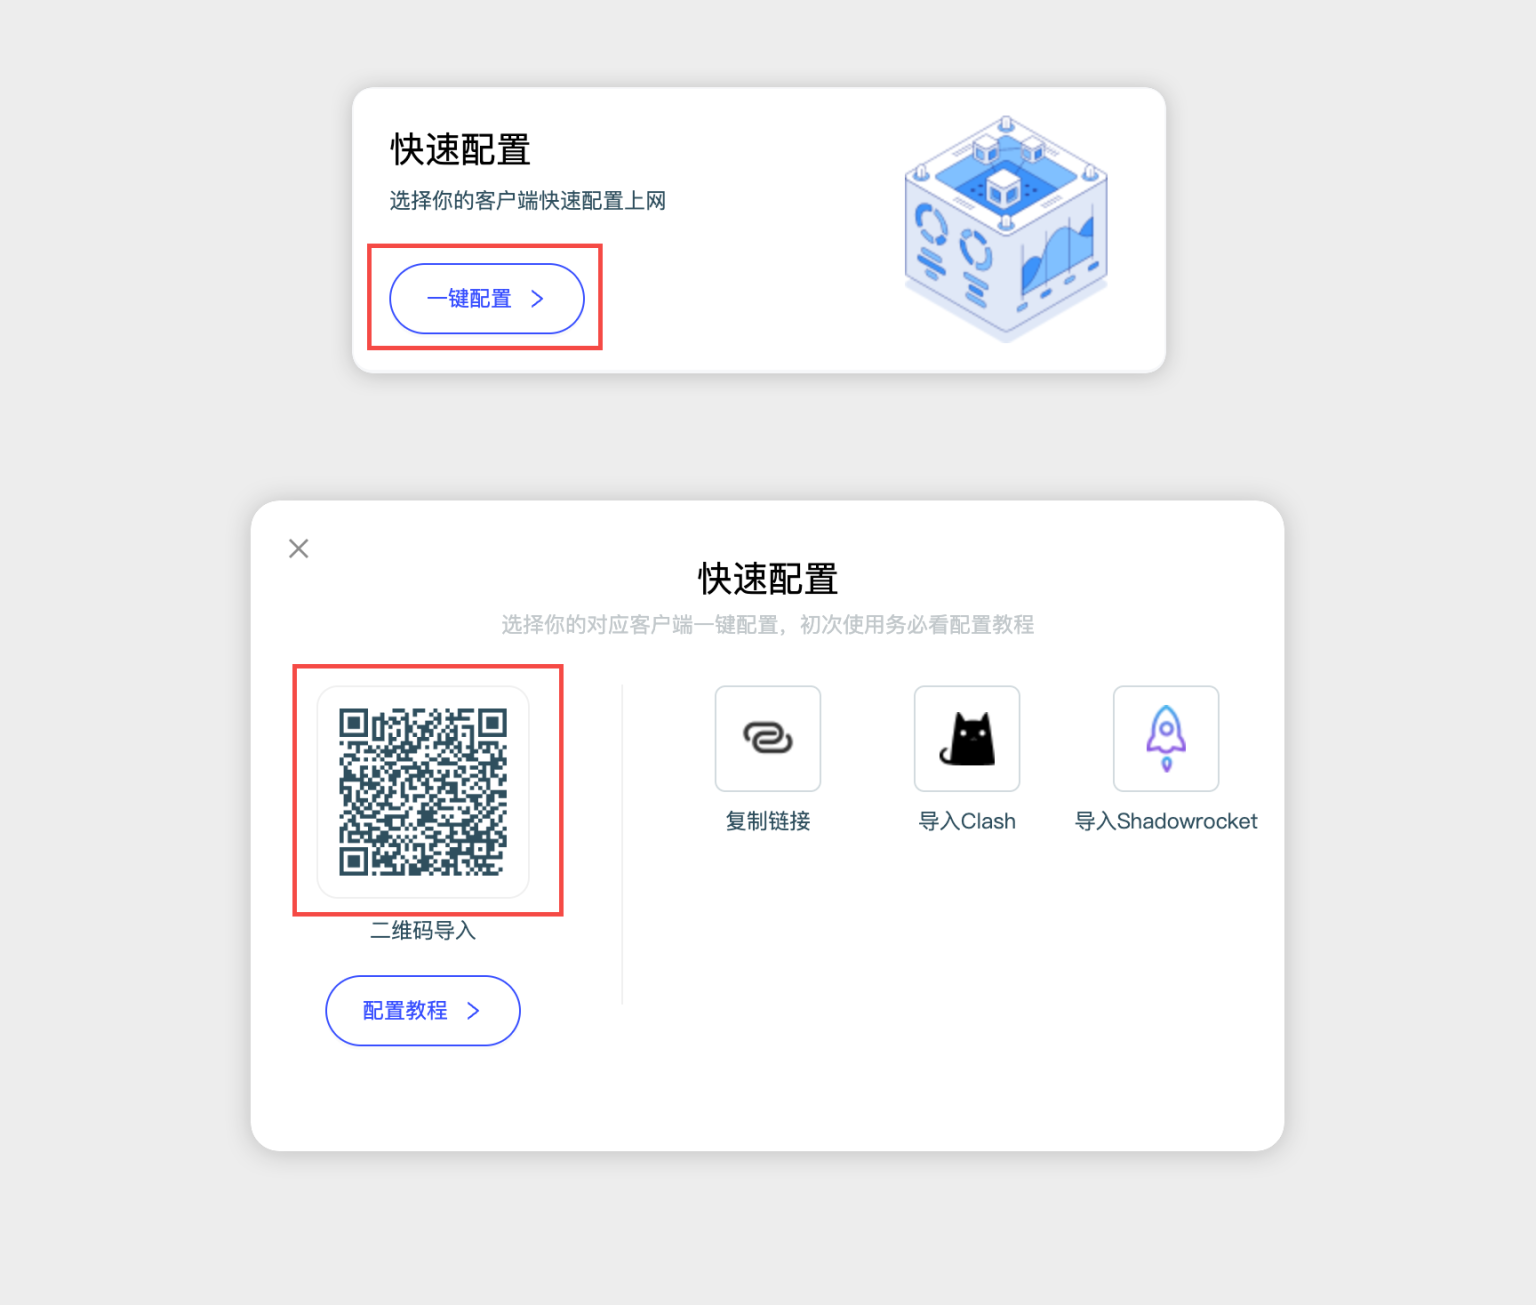 快速配置
选择你的客户端快速配置上网
一键配置
快速配置
选择你的对应客户端一键配置，初次使用务必看配置教程
二维码导入
配置教程
复制链接
导入Clash
导入Shadowrocket